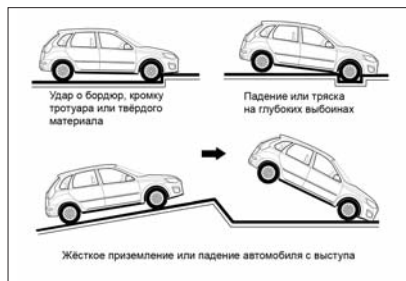 Удар о бордюр, кромку
тротуара или твёрдого
материала
Падение или тряска
на глубоких выбоинах
Жёсткое приземление или падение автомобиля с выступа